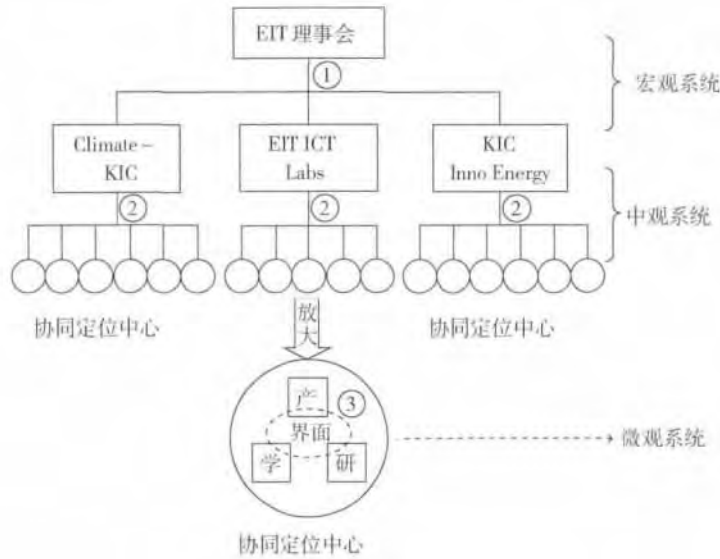 EIT 理事会
①
宏观系统
Climate–
KIC
EIT ICT
Labs
KIC
Inno Energy
②
②
②
中观系统
协同定位中心
放
大
协同定位中心
产
③
界面
学
研
微观系统
协同定位中心